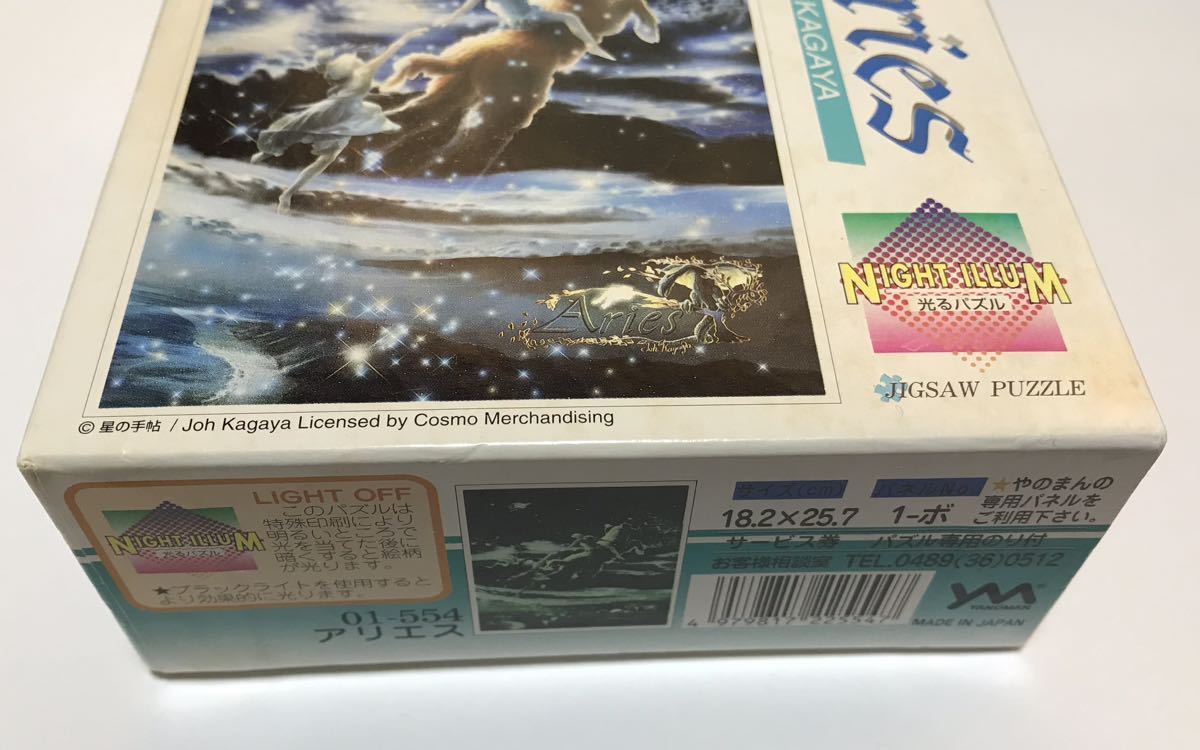 Aries
KAGAYA
NIGHT ILLUM
光るパズル
JIGSAW PUZZLE
Aries
Joh Kagaya
© 星の手帖 / Joh Kagaya Licensed by Cosmo Merchandising
LIGHT OFF
このパズルは
特殊印刷により
明るいところで
光を当てた後に
暗くすると絵柄
が光ります。
NIGHT ILLUM
光るパズル
★ブラックライトを使用すると
より効果的に光ります。
01-554
アリエス
サイズ(cm)
18.2×25.7
パネルNo.
1-ボ
★やのまんの
専用パネルを
ご利用下さい。
サービス券 パズル専用のり付
お客様相談室 TEL.0489(36)0512
4 979817 225547
YANOMAN
MADE IN JAPAN